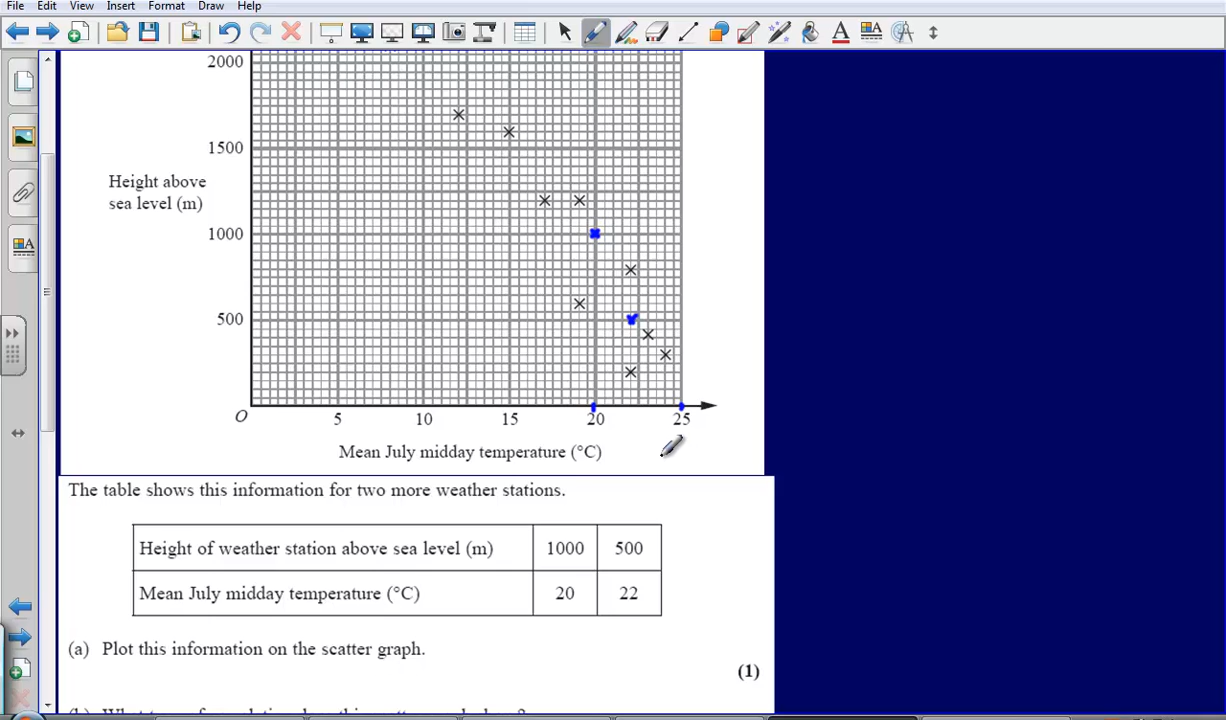 File Edit View Insert Format Draw Help
2000
1500
Height above
sea level (m)
1000
500
O 5 10 15 20 25
Mean July midday temperature (°C)
The table shows this information for two more weather stations.
Height of weather station above sea level (m) 1000 500
Mean July midday temperature (°C) 20 22
(a) Plot this information on the scatter graph.
(1)